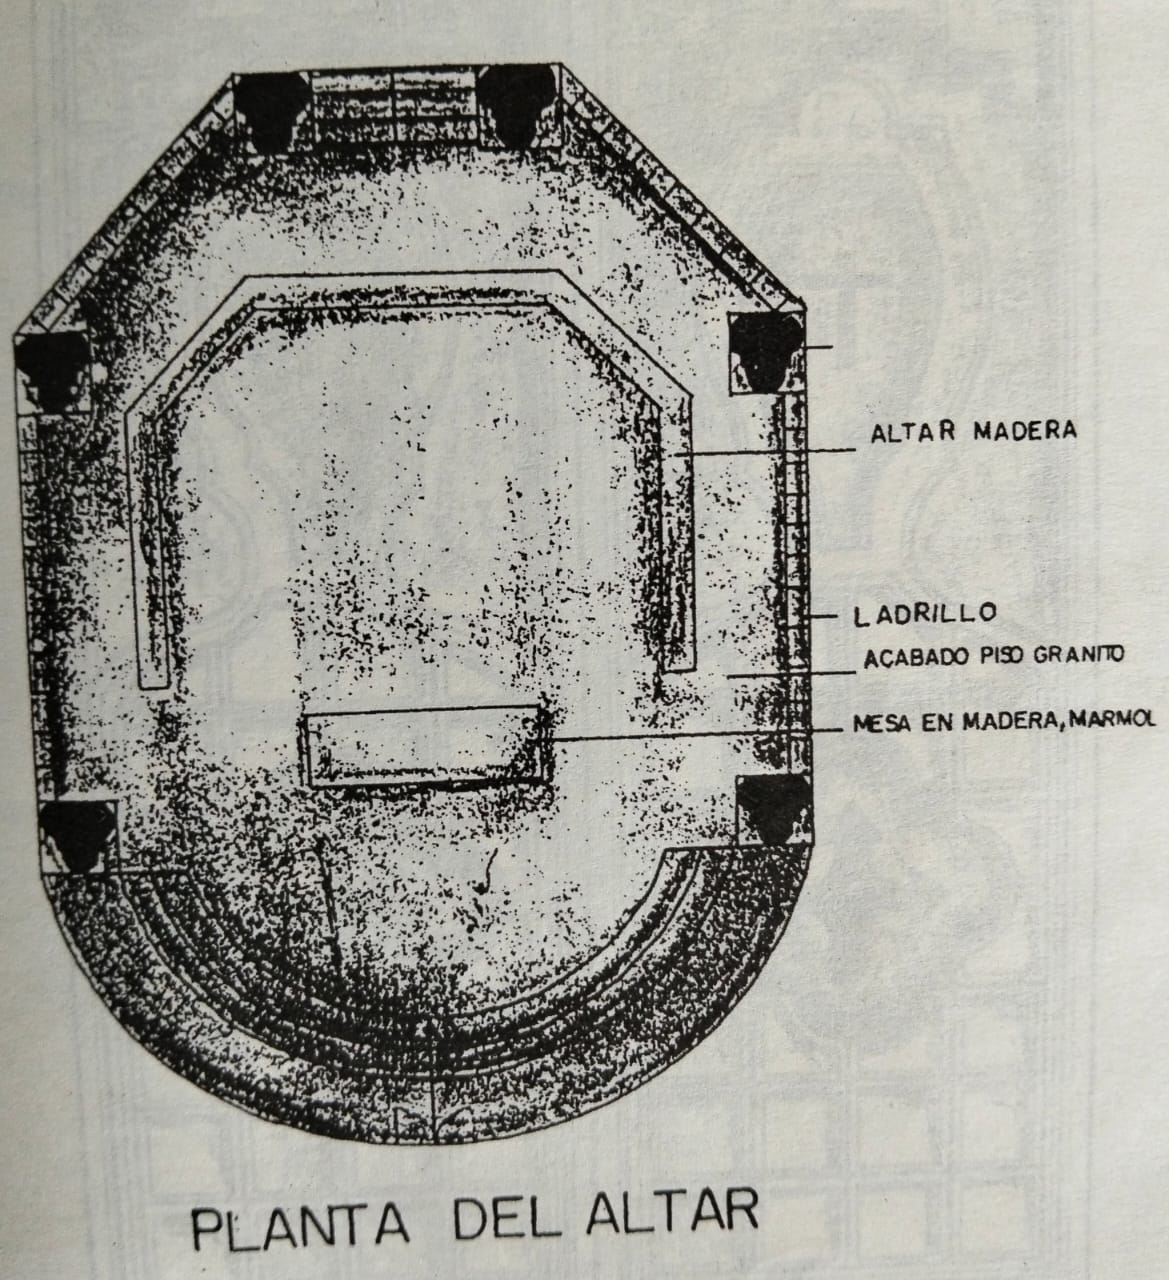 ALTAR MADERA
LADRILLO
ACABADO PISO GRANITO
MESA EN MADERA, MARMOL
PLANTA DEL ALTAR